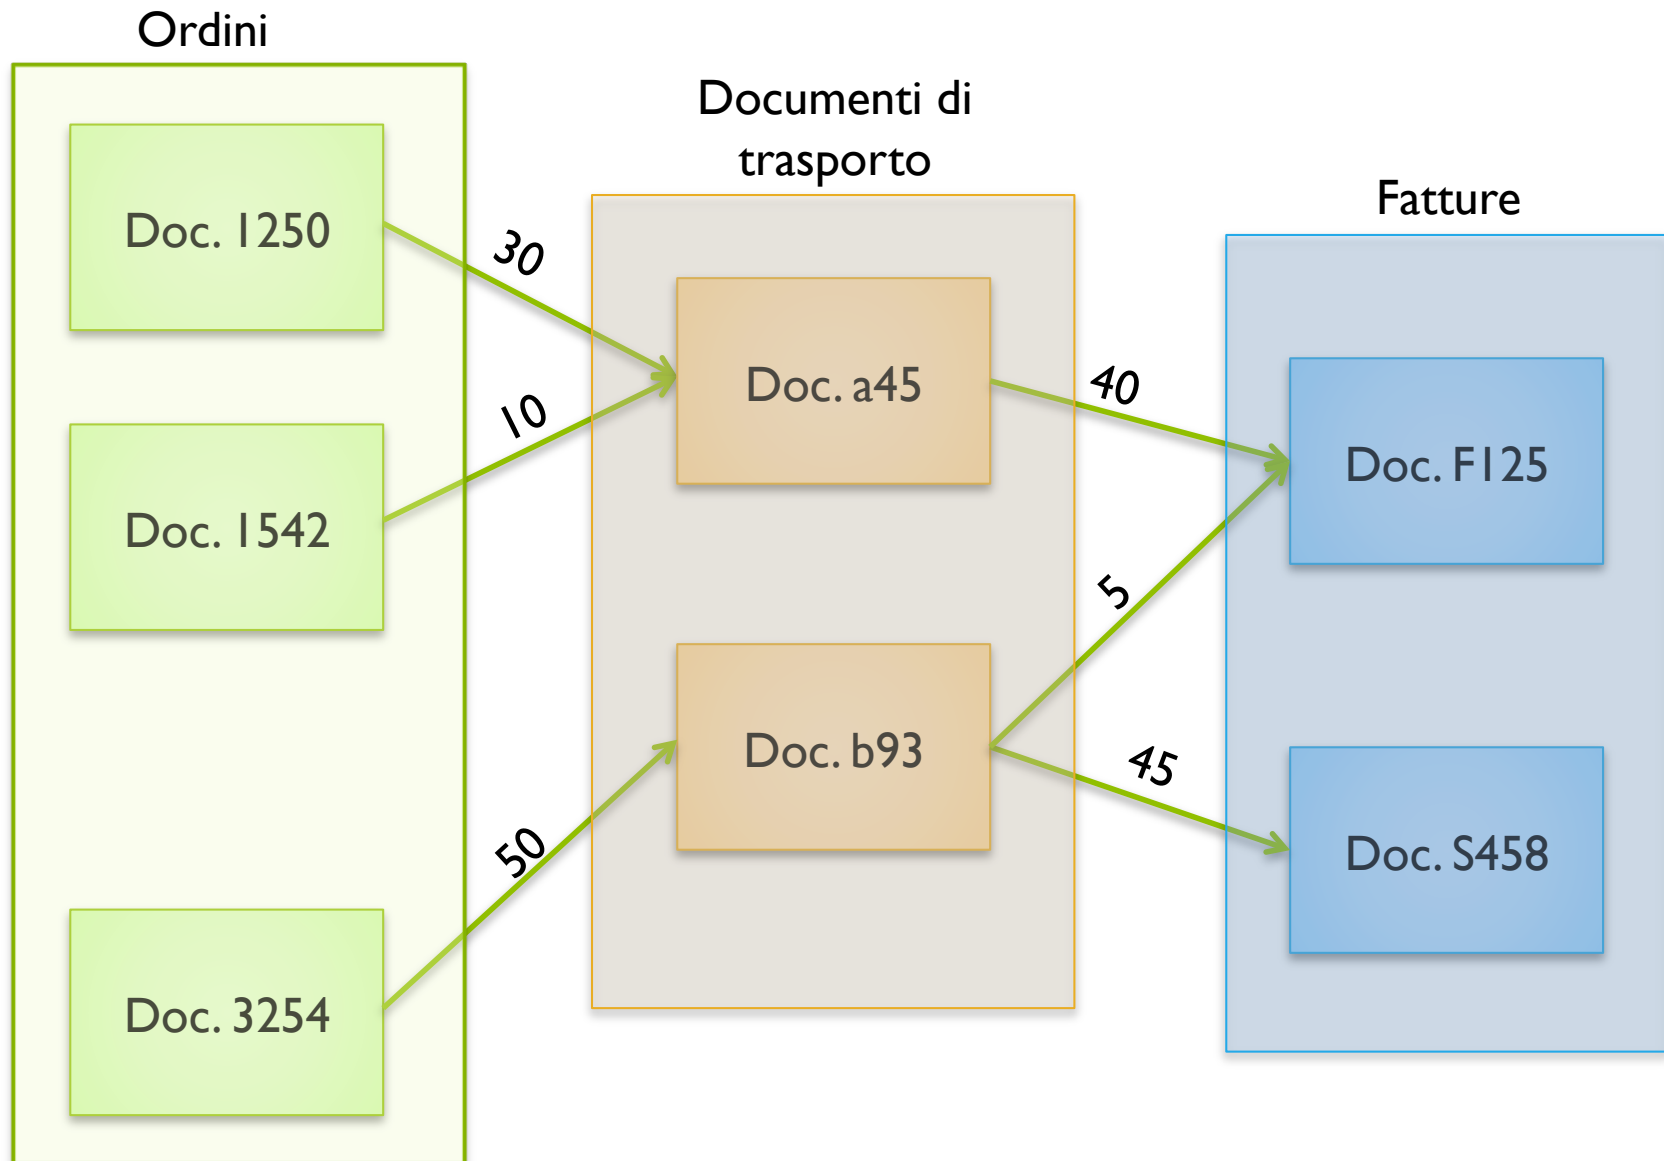 Ordini
Doc. 1250
Doc. 1542
Doc. 3254
30
10
50
Documenti di
trasporto
Doc. a45
Doc. b93
40
5
45
Fatture
Doc. F125
Doc. S458